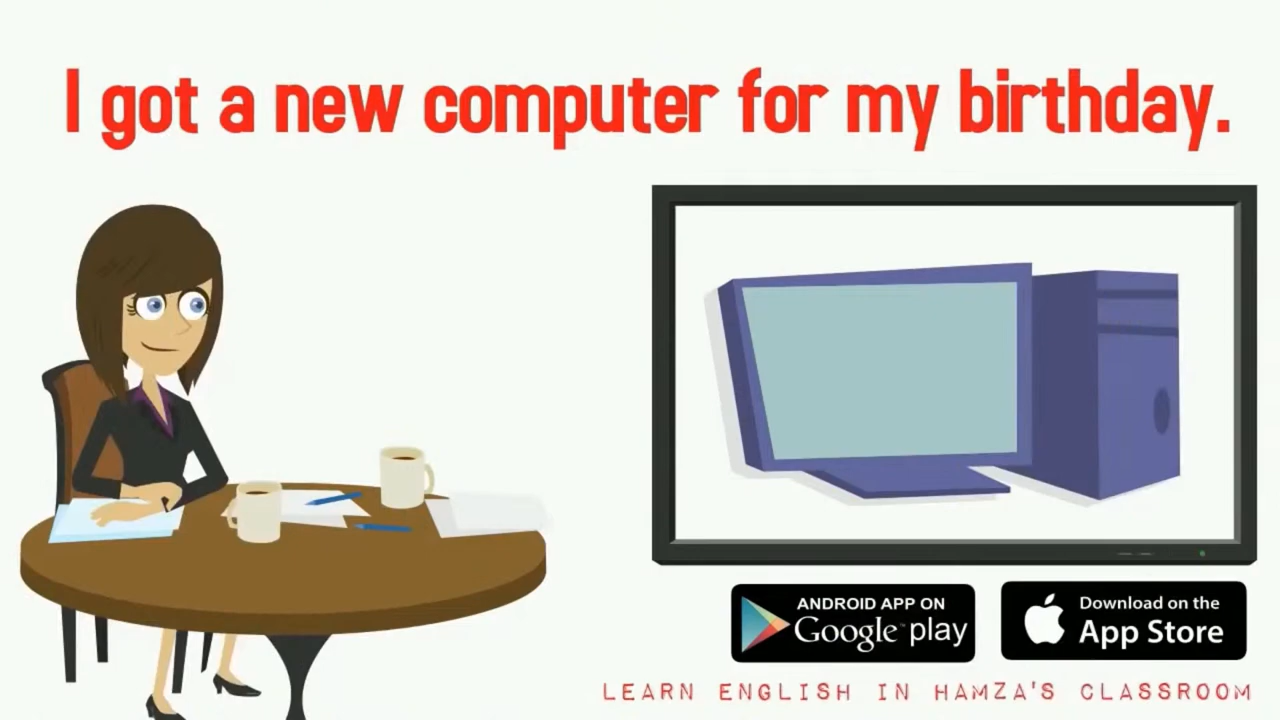 I got a new computer for my birthday.
ANDROID APP ON
Google play
Download on the
App Store
LEARN ENGLISH IN HAMZA'S CLASSROOM